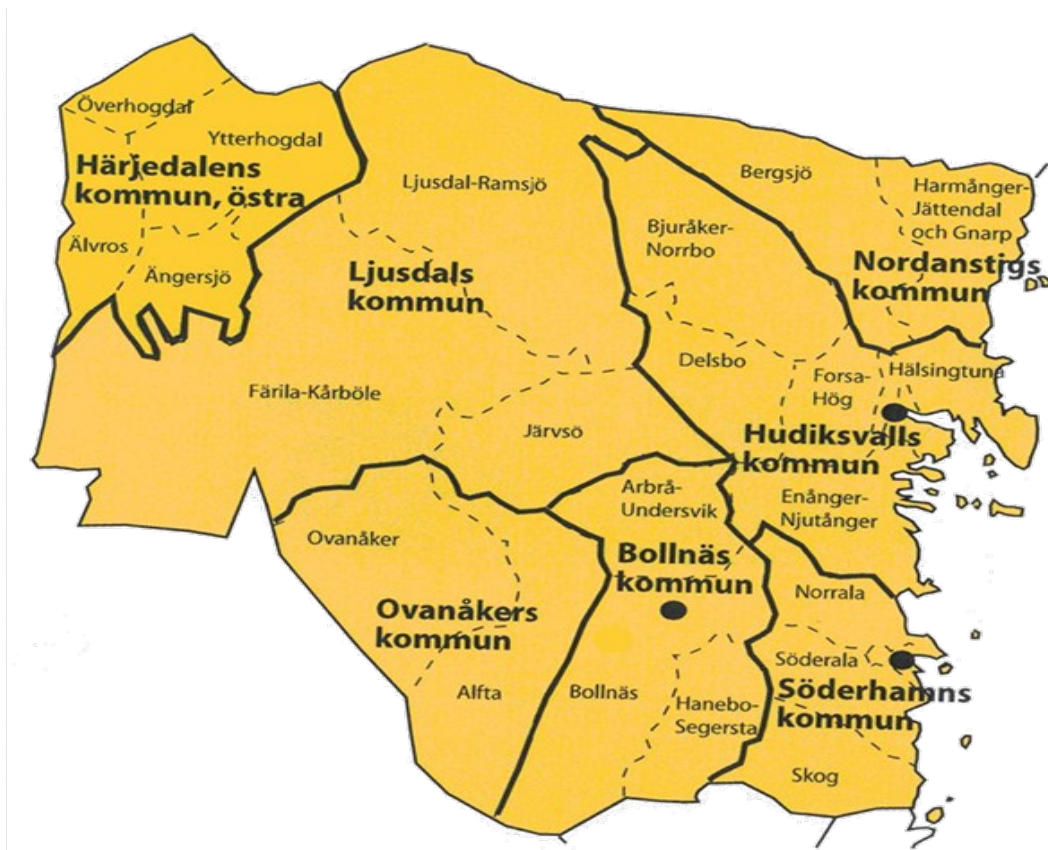 Överhogdal
Ytterhogdal
Härjedalens
kommun, östra
Älvros
Ängersjö
Ljusdal-Ramsjö
Ljusdals
kommun
Färila-Kårböle
Järvsö
Bergsjö
Harmånger-
Jättendal
och Gnarp
Bjuråker-
Norrbo
Nordanstigs
kommun
Delsbo
Forsa-
Hög
Hälsingtuna
Hudiksvalls
kommun
Enånger-
Njutånger
Arbrå-
Undersvik
Ovanåker
Bollnäs
kommun
Ovanåkers
kommun
Norrala
Söderala
Söderhamns
kommun
Alfta
Bollnäs
Hanebo-
Segersta
Skog